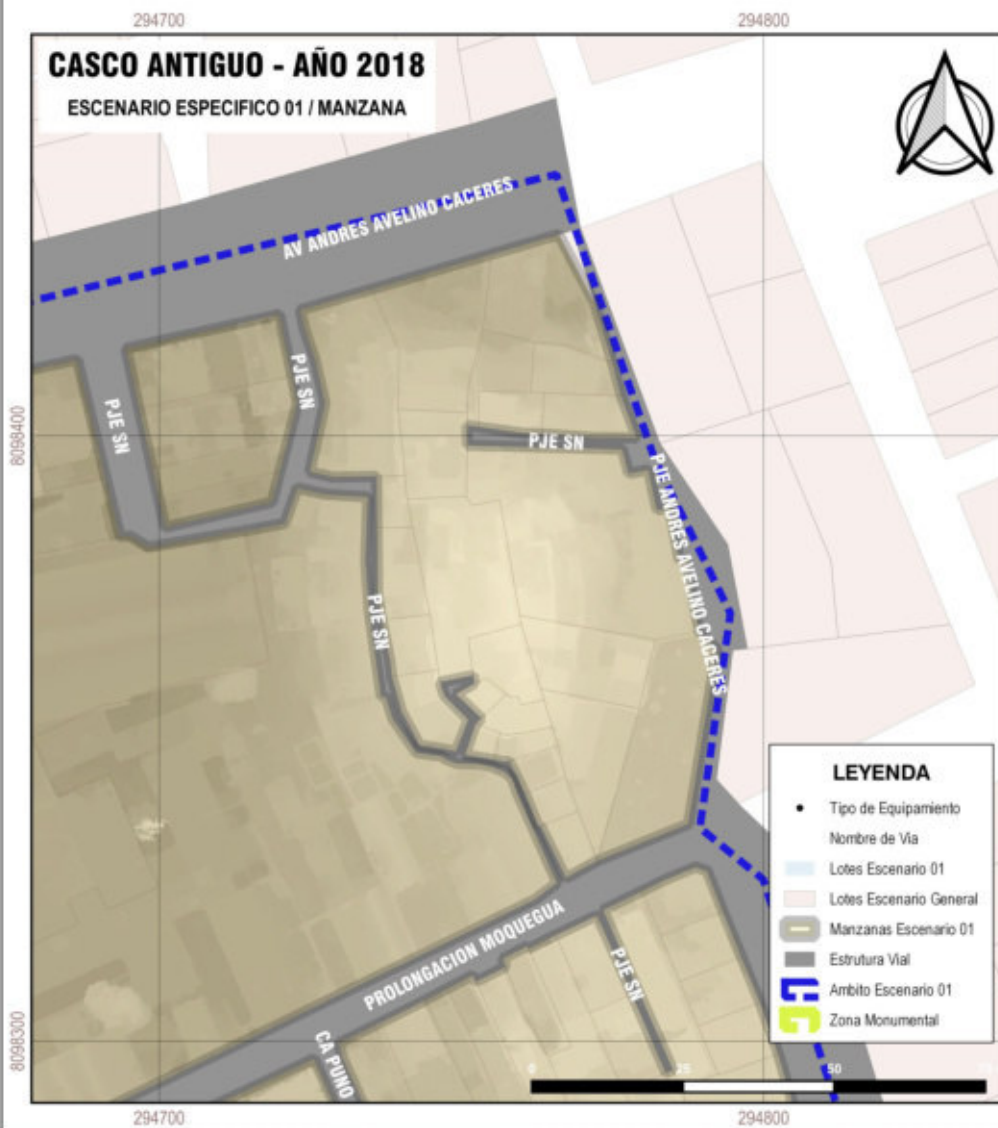 294700
294800
CASCO ANTIGUO - AÑO 2018
ESCENARIO ESPECIFICO 01 / MANZANA
AV ANDRES AVELINO CACERES
PJE SN
PJE SN
8098400
PJE SN
PJE ANDRES AVELINO CACERES
PJE SN
LEYENDA
Tipo de Equipamiento
Nombre de Via
Lotes Escenario 01
Lotes Escenario General
Manzanas Escenario 01
Estrutura Vial
Ambito Escenario 01
Zona Monumental
PROLONGACION MOQUEGUA
PJE SN
CA PUNO
8098300
0 25 50
294700
294800